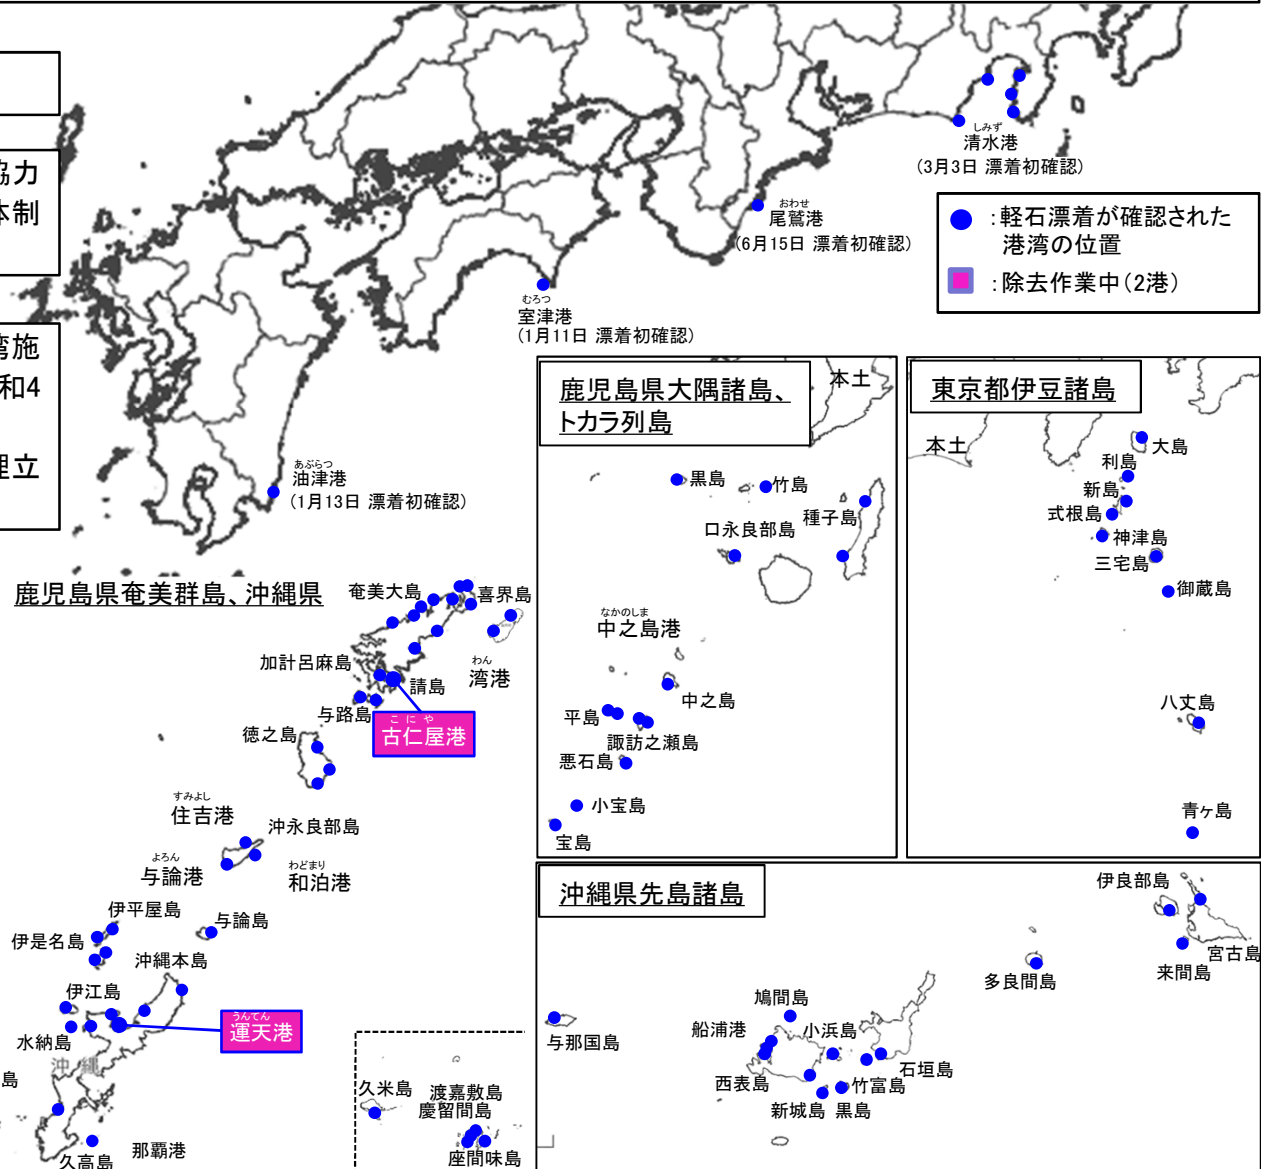 協力
体制
湾施
和4
埋立
しみず
清水港
(3月3日 漂着初確認)
おわせ
尾鷲港
(6月15日 漂着初確認)
むろつ
室津港
(1月11日 漂着初確認)
あぶらつ
油津港
(1月13日 漂着初確認)
:軽石漂着が確認された
港湾の位置
:除去作業中(2港)
鹿児島県奄美群島、沖縄県
奄美大島
喜界島
加計呂麻島
請島
わん
湾港
与路島
こにや
古仁屋港
徳之島
すみよし
住吉港
沖永良部島
よろん
与論港
わどまり
和泊港
伊平屋島
与論島
伊是名島
沖縄本島
伊江島
うんてん
運天港
水納島
沖縄
島
久高島
那覇港
久米島
渡嘉敷島
慶留間島
座間味島
鹿児島県大隅諸島、
トカラ列島
本土
黒島
竹島
種子島
口永良部島
なかのしま
中之島港
中之島
平島
諏訪之瀬島
悪石島
小宝島
宝島
東京都伊豆諸島
本土
大島
利島
新島
式根島
神津島
三宅島
御蔵島
八丈島
青ヶ島
沖縄県先島諸島
伊良部島
宮古島
来間島
多良間島
与那国島
鳩間島
船浦港
小浜島
石垣島
西表島
竹富島
新城島
黒島